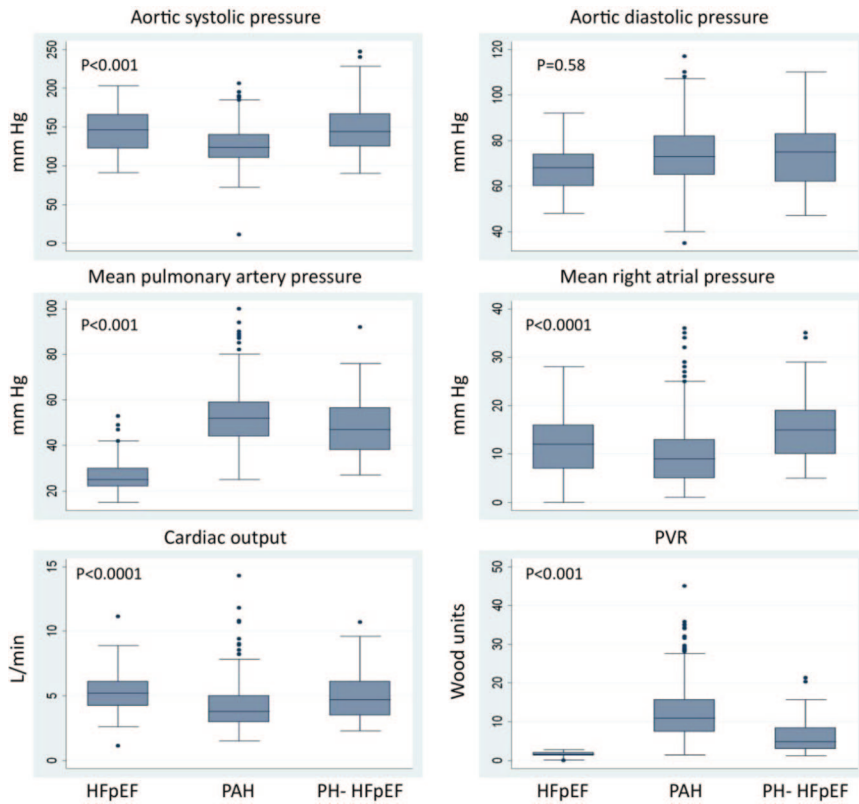 Aortic systolic pressure
mm Hg
250
200
150
100
50
0
P<0.001
Aortic diastolic pressure
mm Hg
120
100
80
60
40
P=0.58
Mean pulmonary artery pressure
mm Hg
100
80
60
40
20
P<0.001
Mean right atrial pressure
mm Hg
40
30
20
10
0
P<0.0001
Cardiac output
L/min
15
10
5
0
P<0.0001
HFpEF PAH PH- HFpEF
PVR
Wood units
50
40
30
20
10
0
P<0.001
HFpEF PAH PH- HFpEF